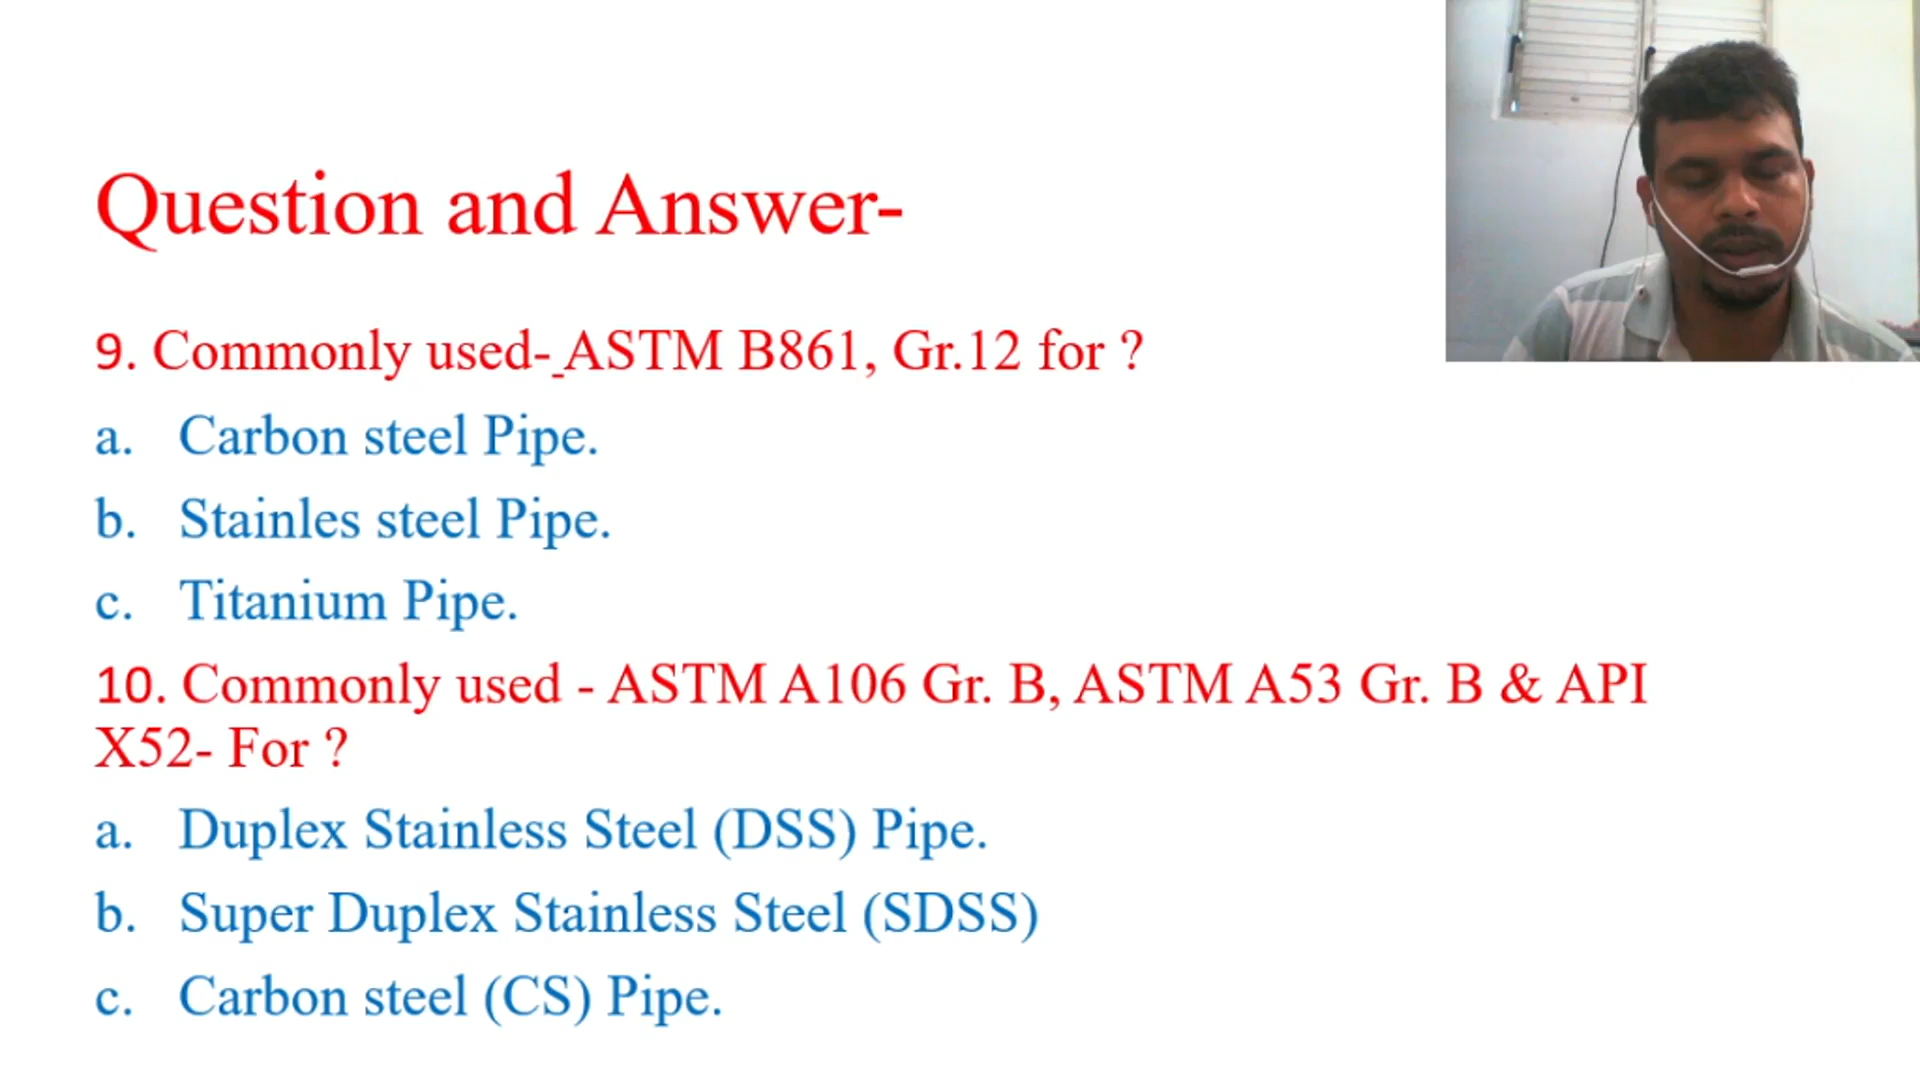 Question and Answer-
9. Commonly used- ASTM B861, Gr.12 for ?
a. Carbon steel Pipe.
b. Stainles steel Pipe.
c. Titanium Pipe.
10. Commonly used - ASTM A106 Gr. B, ASTM A53 Gr. B & API
X52- For ?
a. Duplex Stainless Steel (DSS) Pipe.
b. Super Duplex Stainless Steel (SDSS)
c. Carbon steel (CS) Pipe.